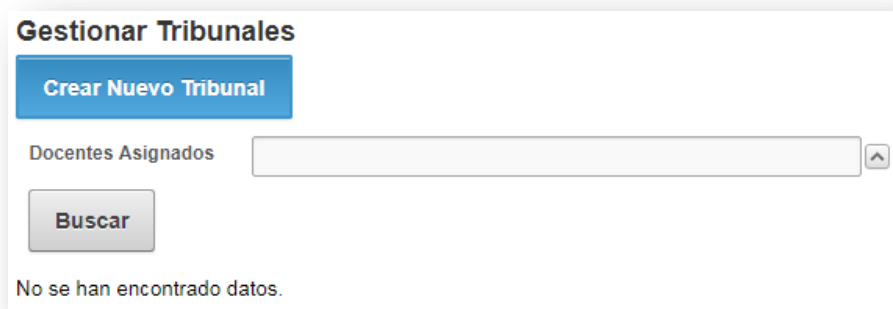 Gestionar Tribunales
Crear Nuevo Tribunal
Docentes Asignados
Buscar
No se han encontrado datos.